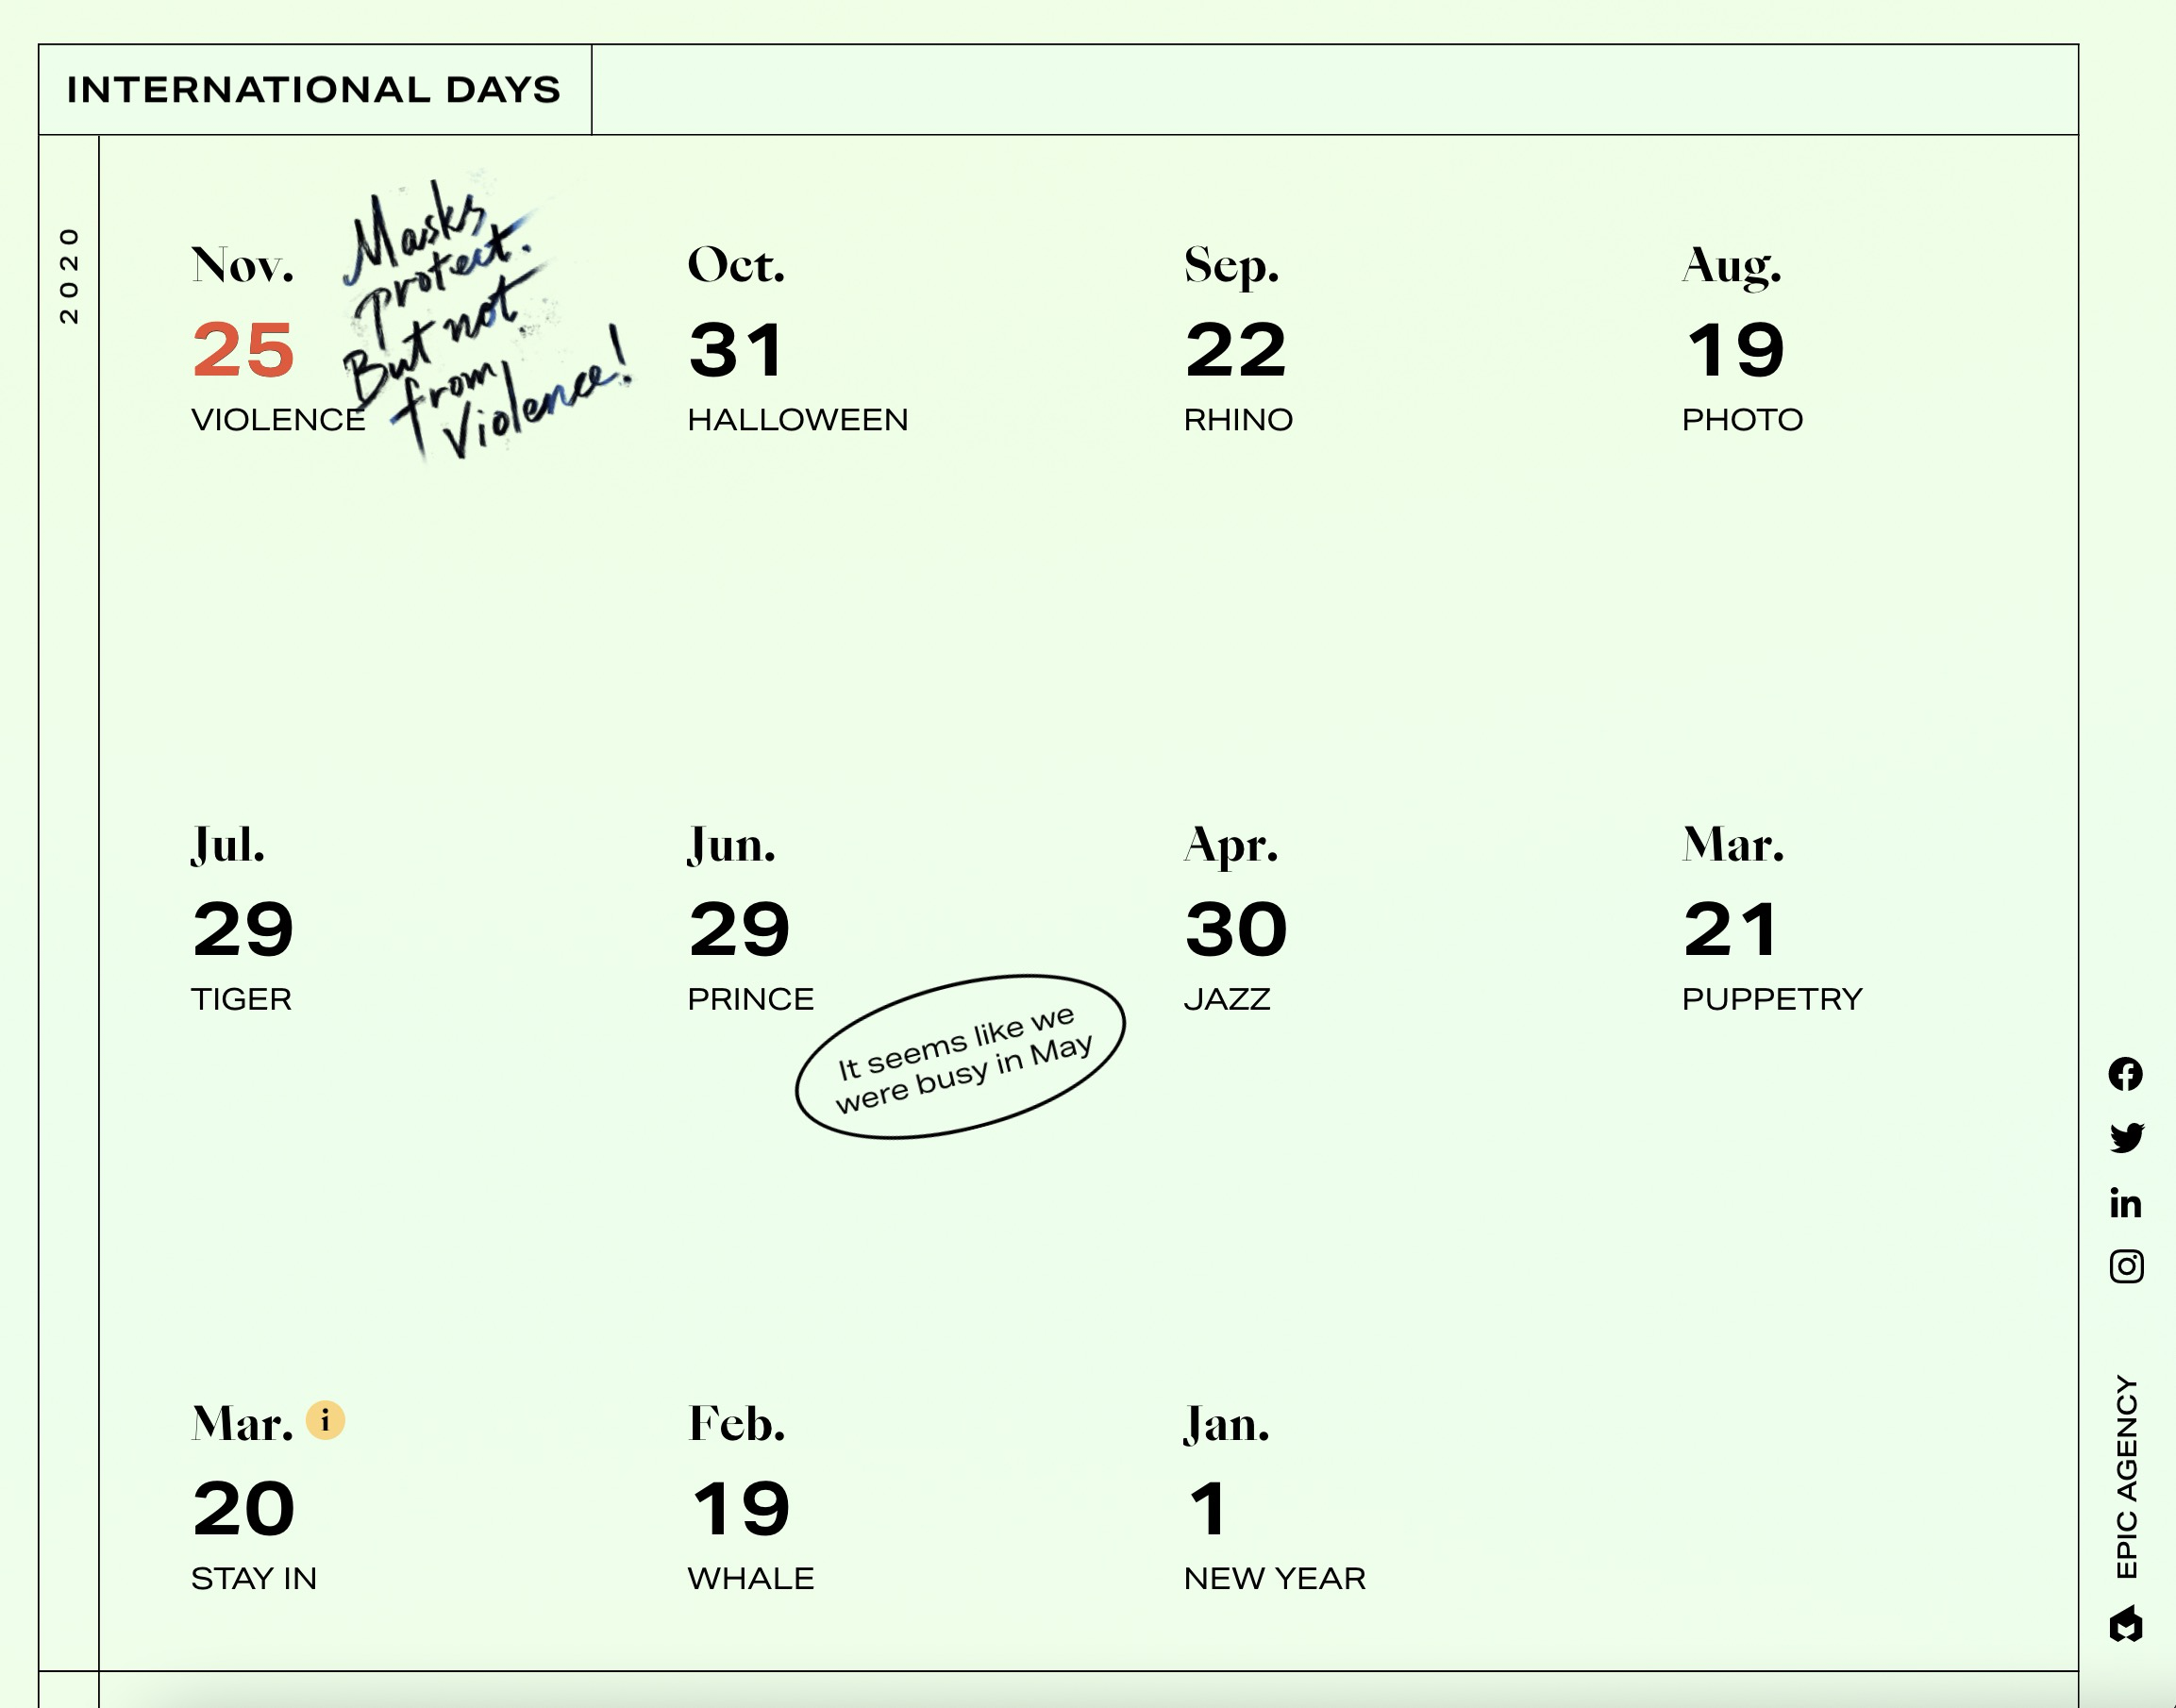 INTERNATIONAL DAYS
2020
Nov.
25
VIOLENCE
Masks
protect.
But not
from
Violence!
Oct.
31
HALLOWEEN
Sep.
22
RHINO
Aug.
19
PHOTO
Jul.
29
TIGER
Jun.
29
PRINCE
It seems like we
were busy in May
Apr.
30
JAZZ
Mar.
21
PUPPETRY
Mar. i
20
STAY IN
Feb.
19
WHALE
Jan.
1
NEW YEAR
in
EPIC AGENCY